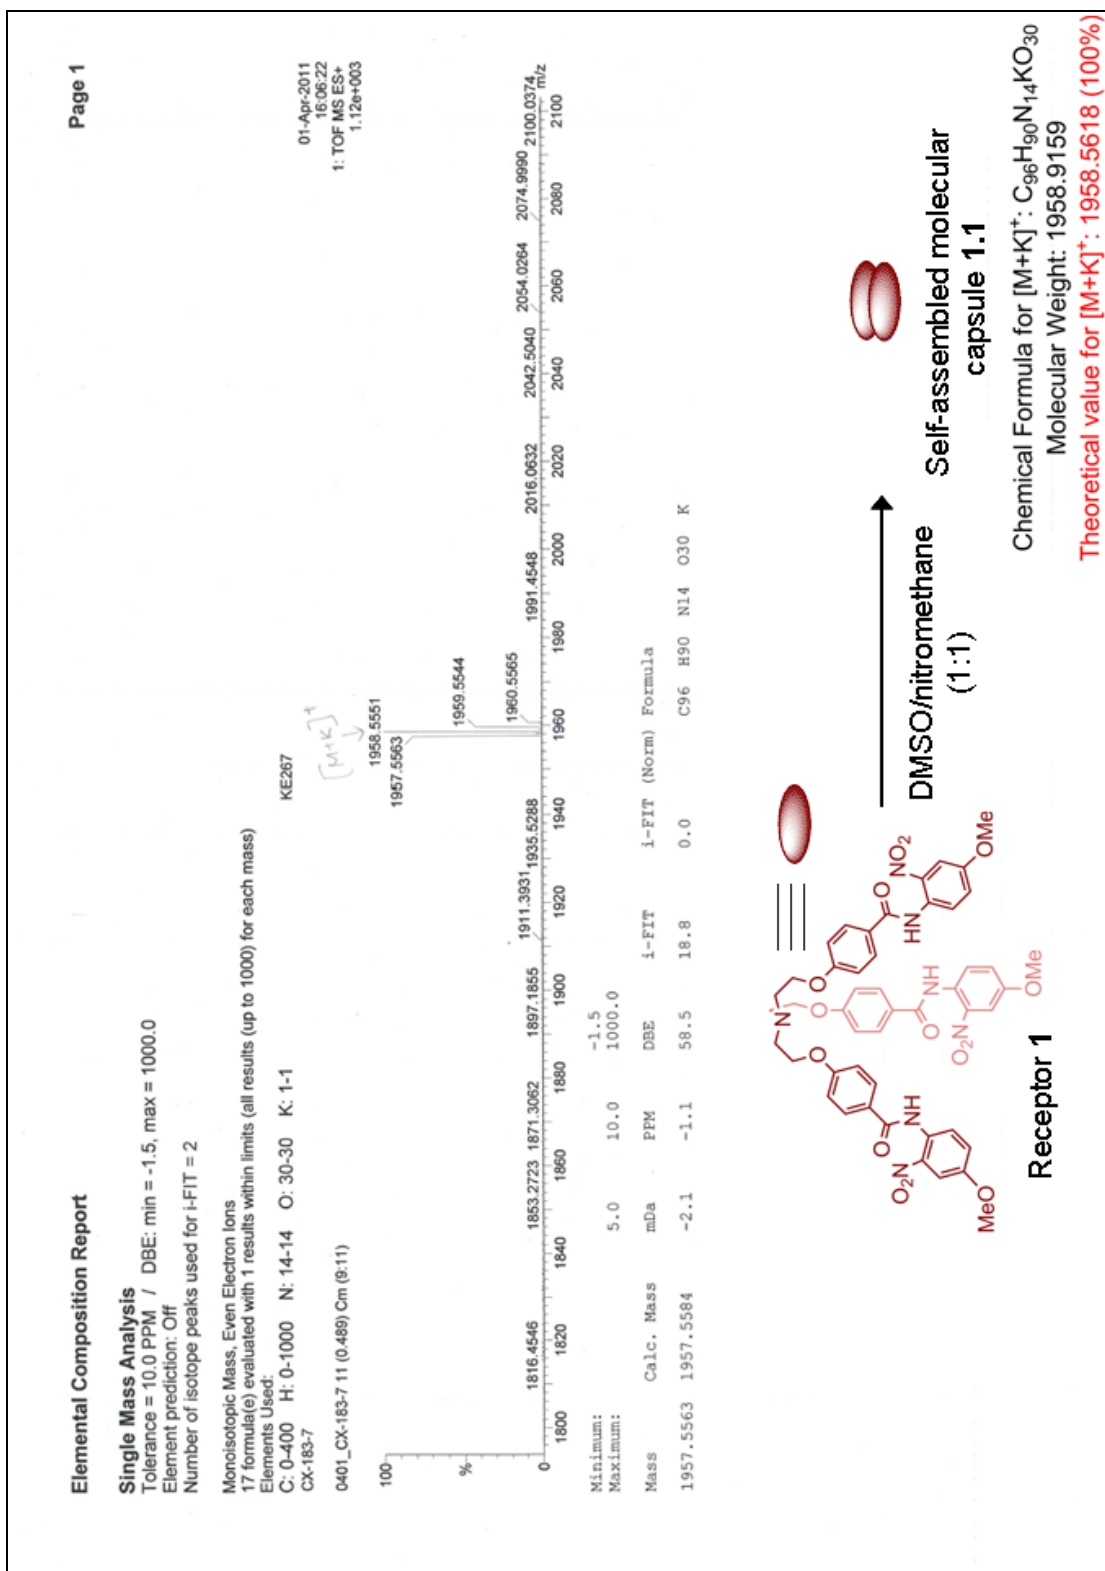 Elemental Composition Report
Page 1
Single Mass Analysis
Tolerance = 10.0 PPM / DBE: min = -1.5, max = 1000.0
Element prediction: Off
Number of isotope peaks used for i-FIT = 2
Monoisotopic Mass, Even Electron Ions
17 formula(e) evaluated with 1 results within limits (all results (up to 1000) for each mass)
Elements Used:
C: 0-400 H: 0-1000 N: 14-14 O: 30-30 K: 1-1
CX-183-7
KE267
01-Apr-2011
16:06:22
0401_CX-183-7 11 (0.489) Cm (9:11)
1: TOF MS ES+
1.12e+003
[M+K]+
100
%
0
1816.4546
1853.2723
1871.3062
1897.1855
1911.3931
1935.5288
1957.5563
1958.5551
1959.5544
1960.5565
1991.4548
2016.0632
2042.5040
2054.0264
2074.9990
2100.0374
m/z
1800 1820 1840 1860 1880 1900 1920 1940 1960 1980 2000 2020 2040 2060 2080 2100
Minimum: -1.5
Maximum: 5.0 10.0 1000.0
Mass Calc. Mass mDa PPM DBE i-FIT i-FIT (Norm) Formula
1957.5563 1957.5584 -2.1 -1.1 58.5 18.8 0.0 C96 H90 N14 O30 K
N
O
O
O
O
NH
O2N
MeO
O
NH
O2N
OMe
O
HN
NO2
OMe
Receptor 1
DMSO/nitromethane
(1:1)
Self-assembled molecular
capsule 1.1
Chemical Formula for [M+K]+: C96H90N14KO30
Molecular Weight: 1958.9159
Theoretical value for [M+K]+: 1958.5618 (100%)